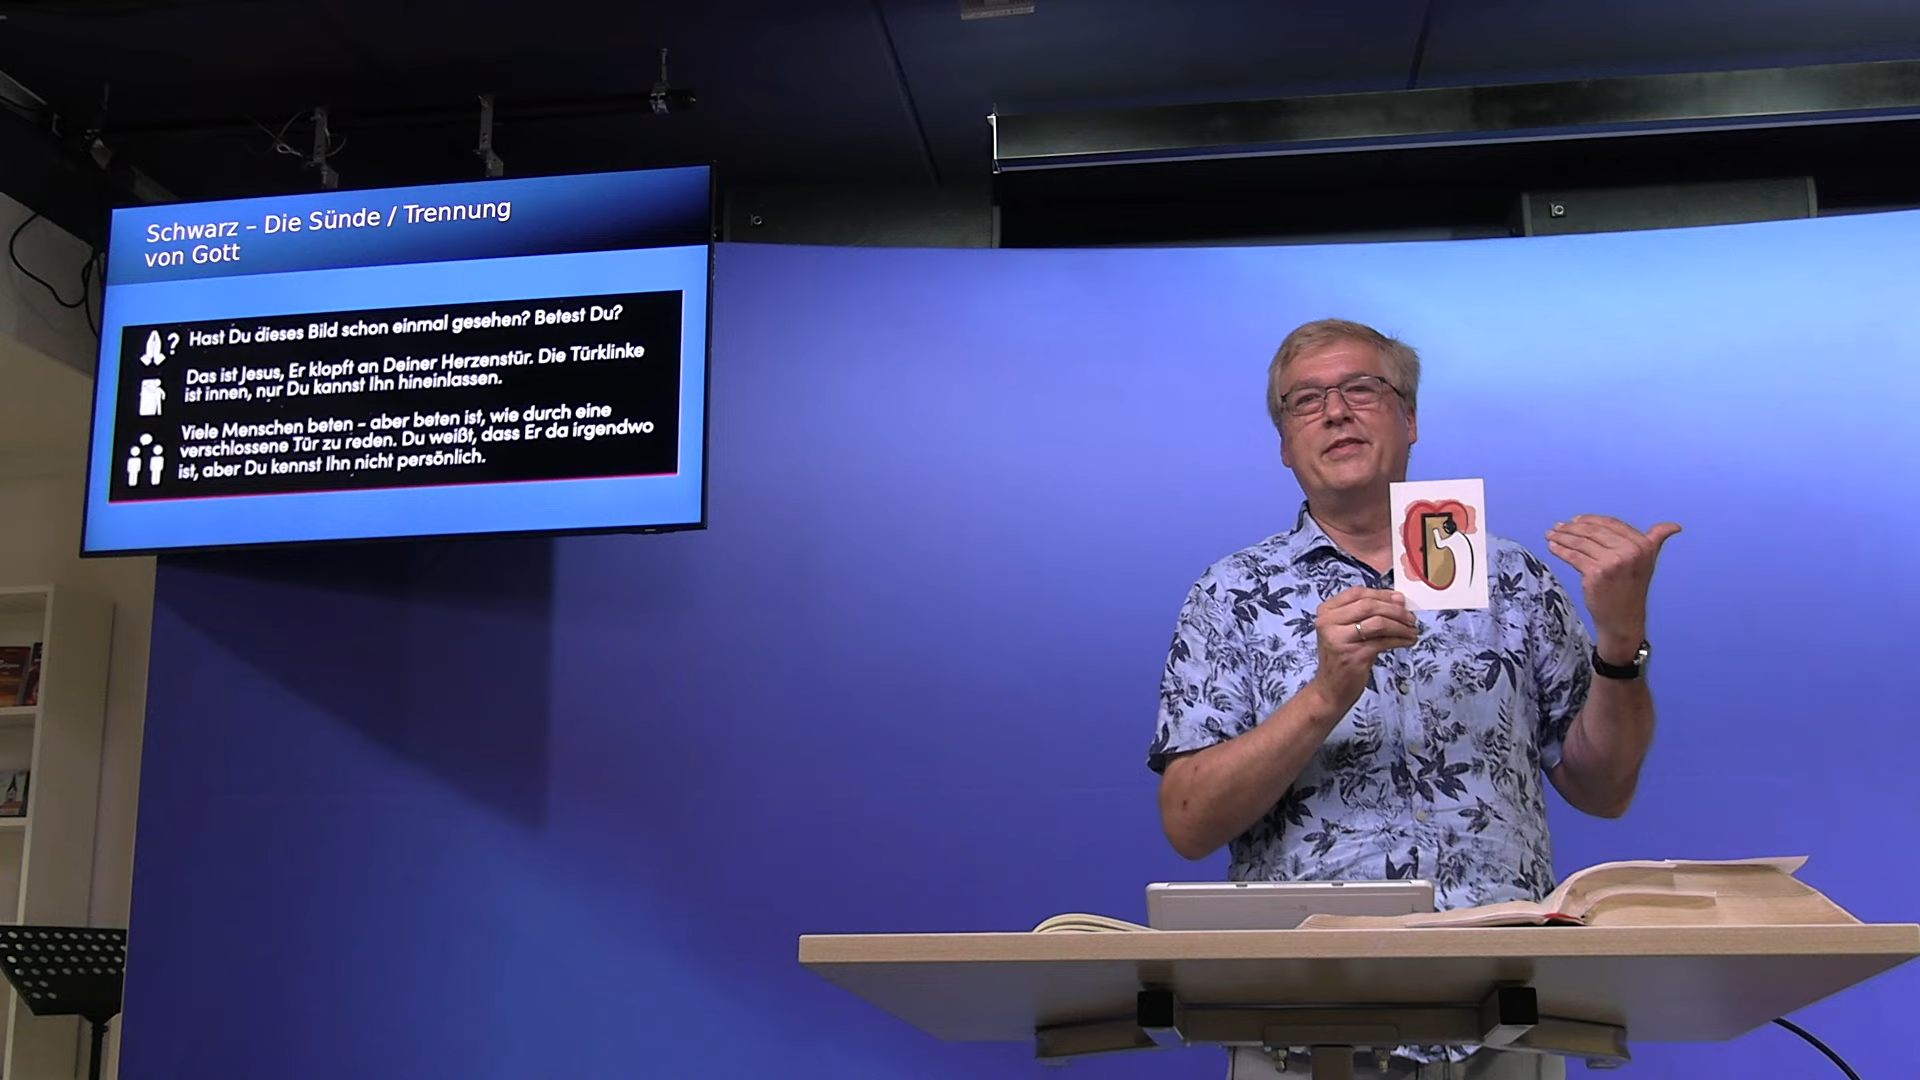 Schwarz – Die Sünde / Trennung
von Gott
? Hast Du dieses Bild schon einmal gesehen? Betest Du?
Das ist Jesus, Er klopft an Deiner Herzenstür. Die Türklinke
ist innen, nur Du kannst Ihn hineinlassen.
Viele Menschen beten – aber beten ist, wie durch eine
verschlossene Tür zu reden. Du weißt, dass Er da irgendwo
ist, aber Du kennst Ihn nicht persönlich.